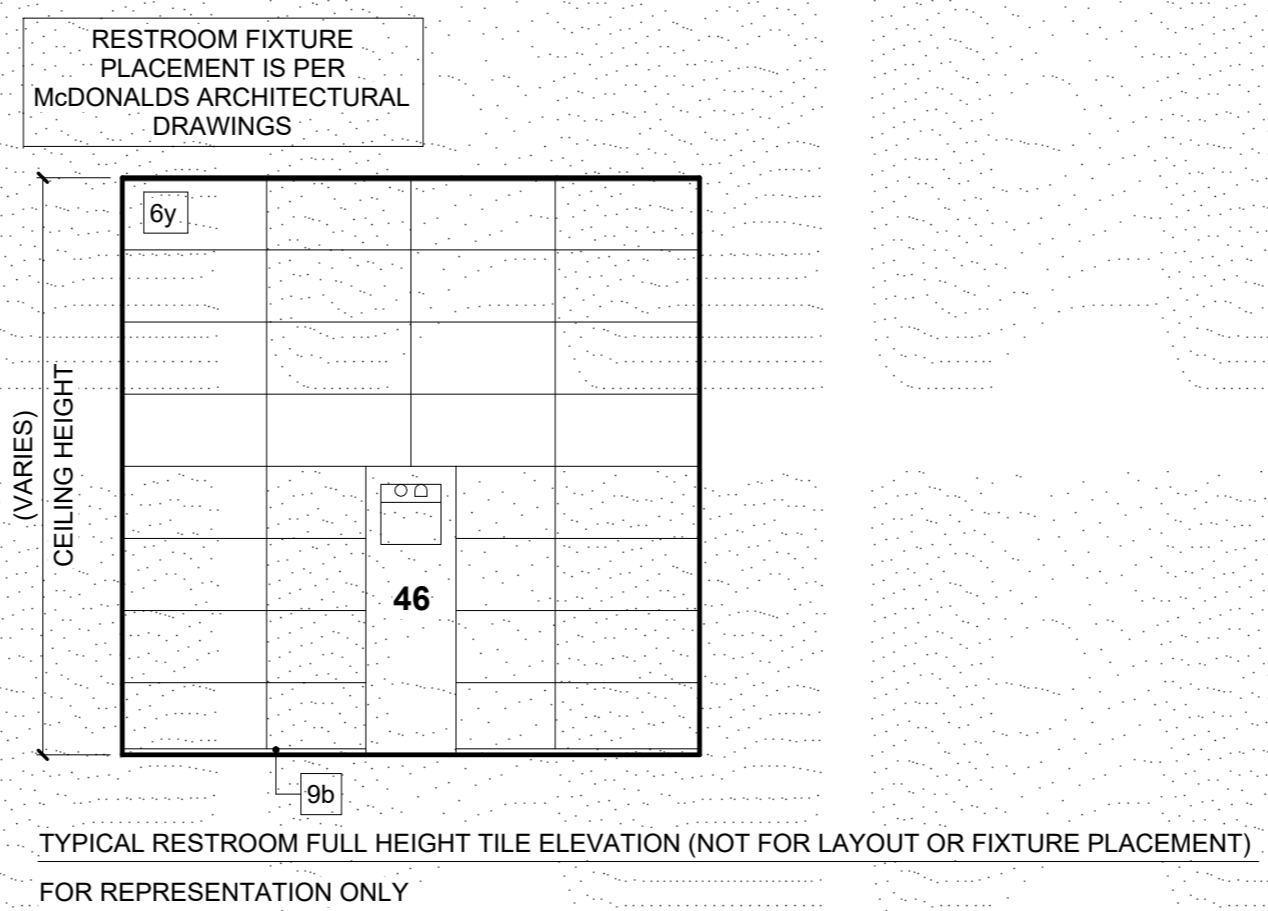 RESTROOM FIXTURE
PLACEMENT IS PER
McDONALDS ARCHITECTURAL
DRAWINGS
6y
(VARIES)
CEILING HEIGHT
46
9b
TYPICAL RESTROOM FULL HEIGHT TILE ELEVATION (NOT FOR LAYOUT OR FIXTURE PLACEMENT)
FOR REPRESENTATION ONLY